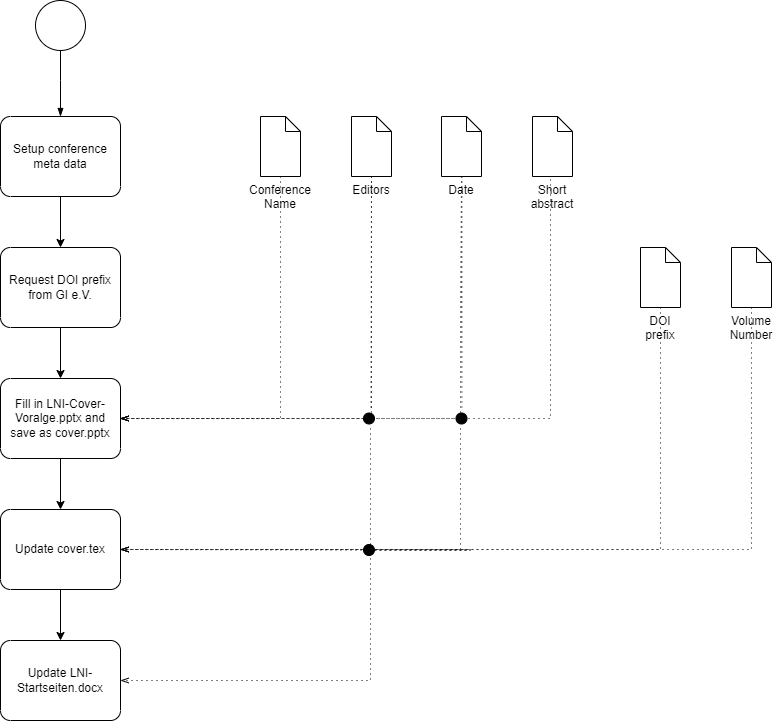 Setup conference
meta data
Conference
Name
Editors
Date
Short
abstract
Request DOI prefix
from GI e.V.
DOI
prefix
Volume
Number
Fill in LNI-Cover-
Voralge.pptx and
save as cover.pptx
Update cover.tex
Update LNI-
Startseiten.docx